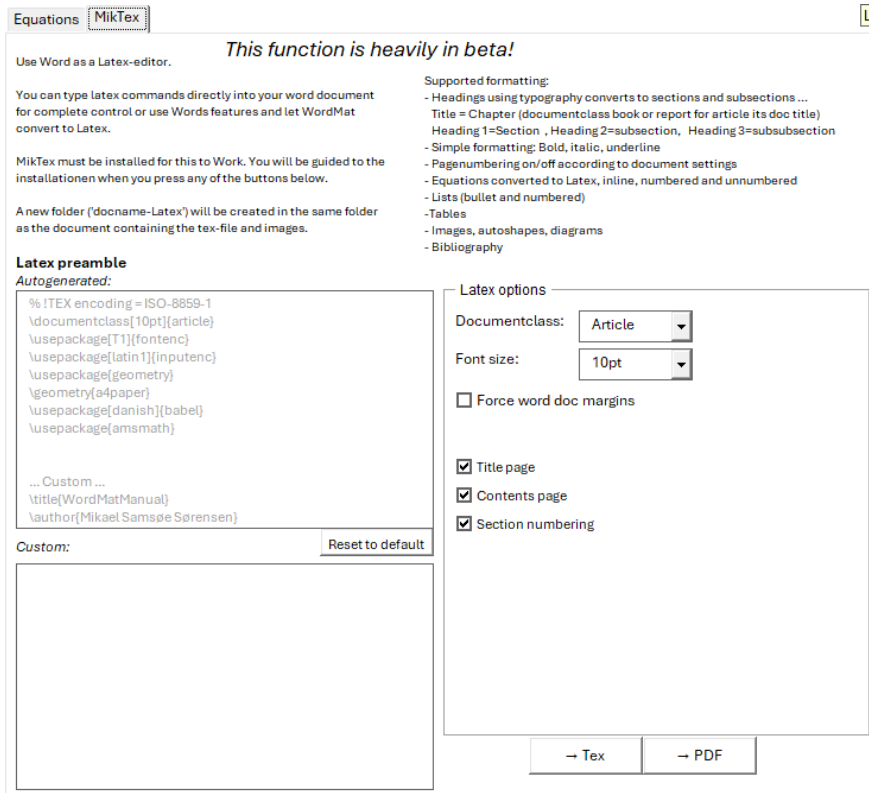 Equations MikTex
L
This function is heavily in beta!
Use Word as a Latex-editor.
You can type latex commands directly into your word document
for complete control or use Words features and let WordMat
convert to Latex.
MikTex must be installed for this to Work. You will be guided to the
installationen when you press any of the buttons below.
A new folder ('docname-Latex') will be created in the same folder
as the document containing the tex-file and images.
Supported formatting:
- Headings using typography converts to sections and subsections ...
Title = Chapter (documentclass book or report for article its doc title)
Heading 1=Section , Heading 2=subsection, Heading 3=subsubsection
- Simple formatting: Bold, italic, underline
- Pagenumbering on/off according to document settings
- Equations converted to Latex, inline, numbered and unnumbered
- Lists (bullet and numbered)
-Tables
- Images, autoshapes, diagrams
- Bibliography
Latex preamble
Autogenerated:
% !TEX encoding = ISO-8859-1
\documentclass[10pt]{article}
\usepackage[T1]{fontenc}
\usepackage[latin1]{inputenc}
\usepackage{geometry}
\geometry{a4paper}
\usepackage[danish]{babel}
\usepackage{amsmath}
... Custom ...
\title{WordMatManual}
\author{Mikael Samsøe Sørensen}
Custom:
Reset to default
Latex options
Documentclass: Article
Font size: 10pt
Force word doc margins
Title page
Contents page
Section numbering
→ Tex → PDF